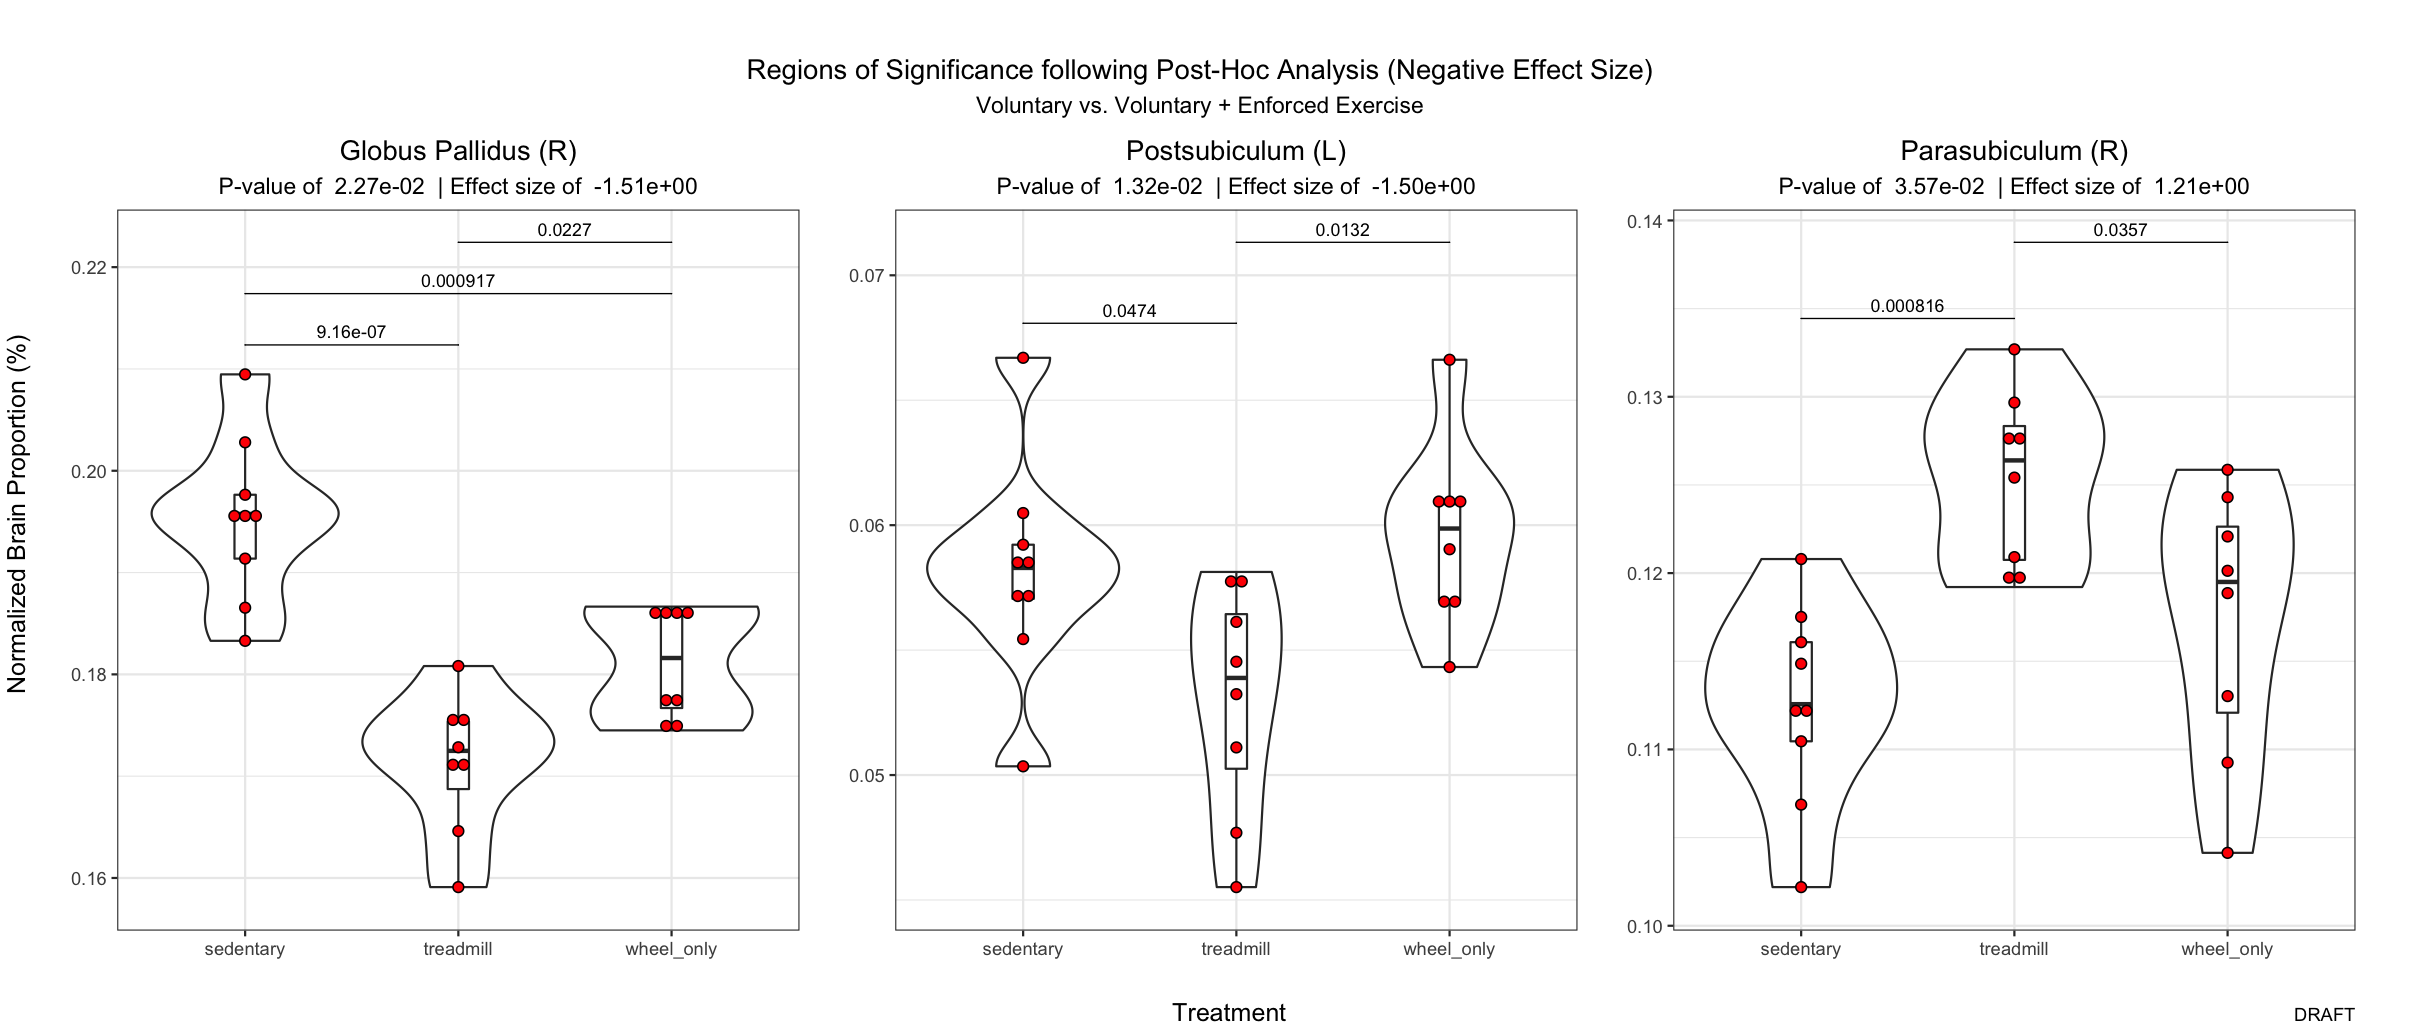 Regions of Significance following Post-Hoc Analysis (Negative Effect Size)
Voluntary vs. Voluntary + Enforced Exercise
Normalized Brain Proportion (%)
Globus Pallidus (R)
P-value of 2.27e-02 | Effect size of -1.51e+00
0.0227
0.000917
9.16e-07
0.22
0.20
0.18
0.16
sedentary treadmill wheel_only
Postsubiculum (L)
P-value of 1.32e-02 | Effect size of -1.50e+00
0.0132
0.0474
0.07
0.06
0.05
sedentary treadmill wheel_only
Parasubiculum (R)
P-value of 3.57e-02 | Effect size of 1.21e+00
0.0357
0.000816
0.14
0.13
0.12
0.11
0.10
sedentary treadmill wheel_only
Treatment
DRAFT